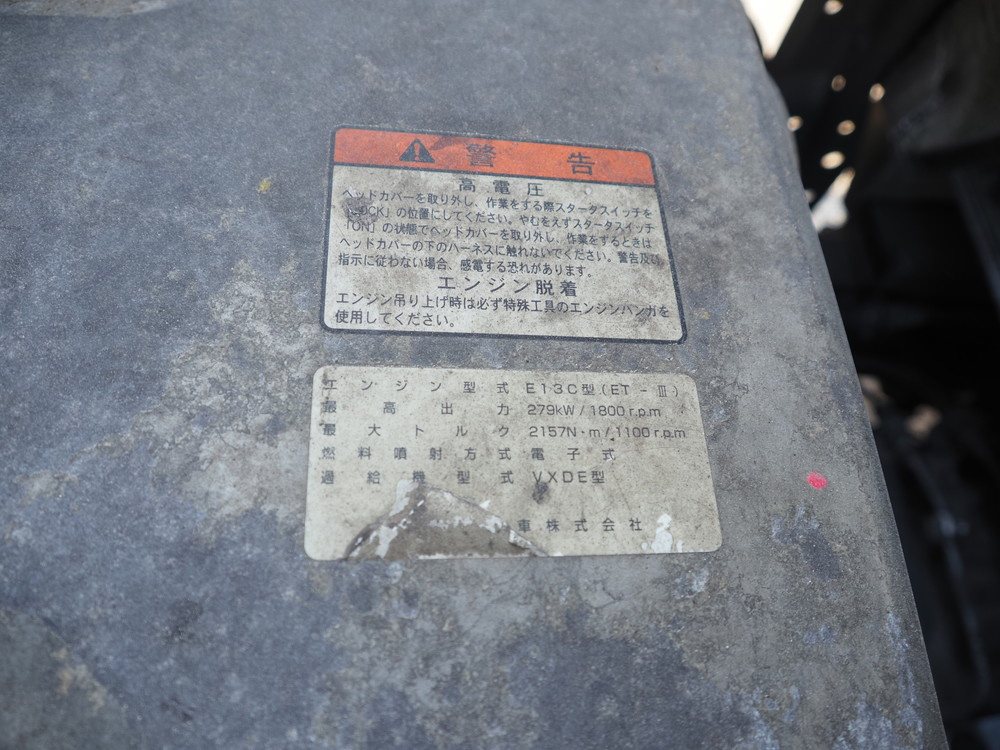 警告
高電圧
ヘッドカバーを取り外し、作業をする際スタータスイッチを
「LOCK」の位置にしてください。やむをえずスタータスイッチ
「ON」の状態でヘッドカバーを取り外し、作業をするときは
ヘッドカバーの下のハーネスに触れないでください。警告及び
指示に従わない場合、感電する恐れがあります。
エンジン脱着
エンジン吊り上げ時は必ず特殊工具のエンジンハンガを
使用してください。
エンジン型式 E13C型(ET-Ⅲ)
最高出力 279kW/1800r.p.m
最大トルク 2157N・m/1100r.p.m
燃料噴射方式 電子式
過給機型式 VXDE型
車株式会社